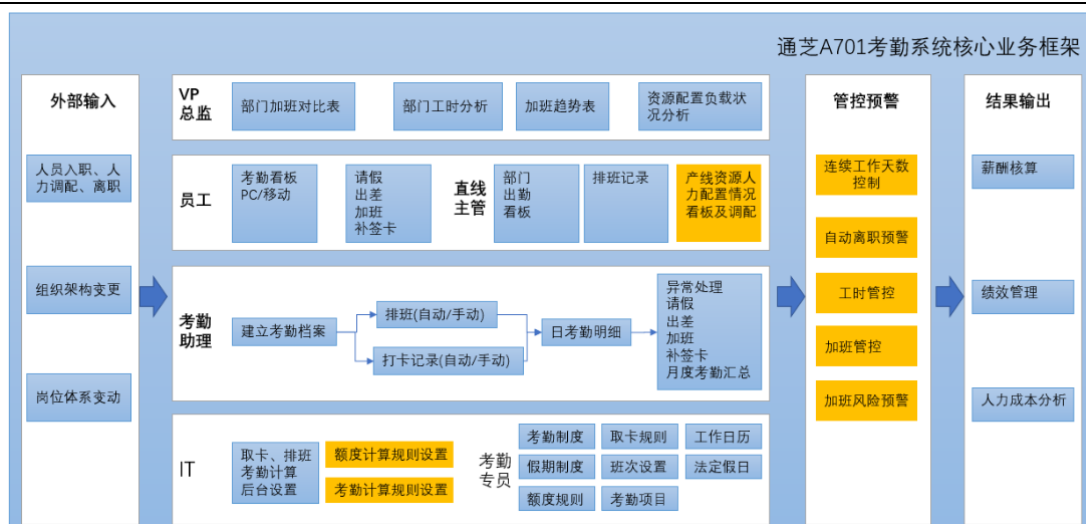 通芝A701考勤系统核心业务框架
外部输入
人员入职、人
力调配、离职
组织架构变更
岗位体系变动
VP
总监
部门加班对比表
部门工时分析
加班趋势表
资源配置负载状
况分析
员工
考勤看板
PC/移动
请假
出差
加班
补签卡
直线
主管
部门
出勤
看板
排班记录
产线资源人
力配置情况
看板及调配
考勤
助理
建立考勤档案
排班(自动/手动)
打卡记录(自动/手动)
日考勤明细
异常处理
请假
出差
加班
补签卡
月度考勤汇总
IT
取卡、排班
考勤计算
后台设置
额度计算规则设置
考勤计算规则设置
考勤
专员
考勤制度
取卡规则
工作日历
假期制度
班次设置
法定假日
额度规则
考勤项目
管控预警
连续工作天数
控制
自动离职预警
工时管控
加班管控
加班风险预警
结果输出
薪酬核算
绩效管理
人力成本分析